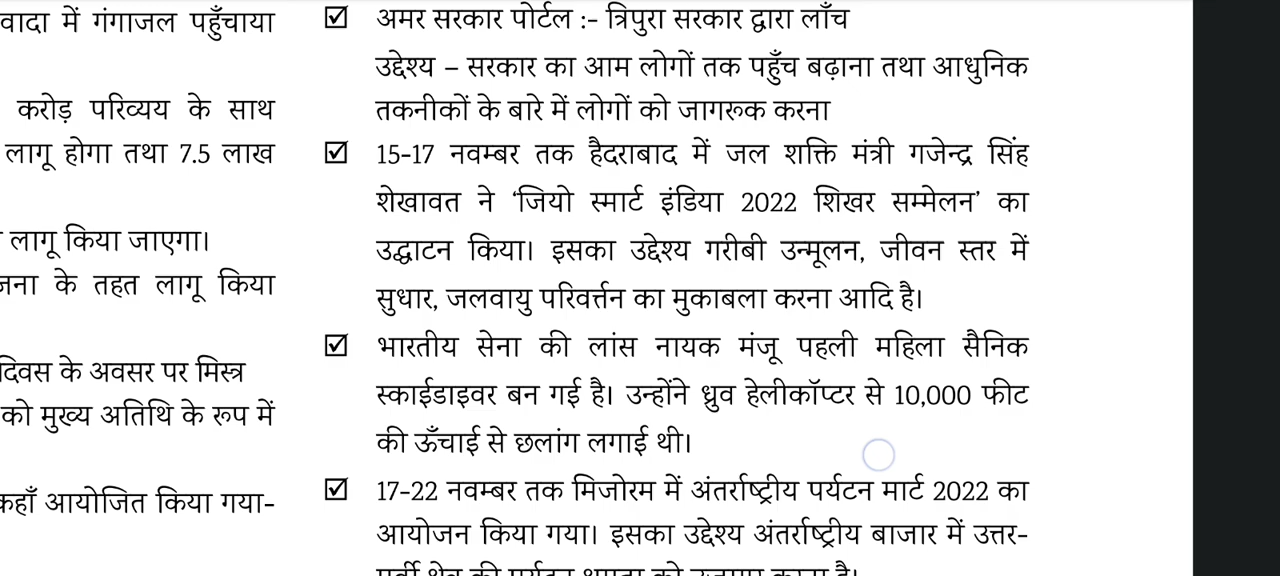 वादा में गंगाजल पहुँचाया
करोड़ परिव्यय के साथ
लागू होगा तथा 7.5 लाख
लागू किया जाएगा।
के तहत लागू किया
दिवस के अवसर पर मिस्त्र
को मुख्य अतिथि के रूप में
कहाँ आयोजित किया गया-
☑ अमर सरकार पोर्टल :- त्रिपुरा सरकार द्वारा लाँच
उद्देश्य – सरकार का आम लोगों तक पहुँच बढ़ाना तथा आधुनिक
तकनीकों के बारे में लोगों को जागरूक करना
☑ 15-17 नवम्बर तक हैदराबाद में जल शक्ति मंत्री गजेन्द्र सिंह
शेखावत ने ‘जियो स्मार्ट इंडिया 2022 शिखर सम्मेलन’ का
उद्घाटन किया। इसका उद्देश्य गरीबी उन्मूलन, जीवन स्तर में
सुधार, जलवायु परिवर्त्तन का मुकाबला करना आदि है।
☑ भारतीय सेना की लांस नायक मंजू पहली महिला सैनिक
स्काईडाइवर बन गई है। उन्होंने ध्रुव हेलीकॉप्टर से 10,000 फीट
की ऊँचाई से छलांग लगाई थी।
☑ 17-22 नवम्बर तक मिजोरम में अंतर्राष्ट्रीय पर्यटन मार्ट 2022 का
आयोजन किया गया। इसका उद्देश्य अंतर्राष्ट्रीय बाजार में उत्तर-